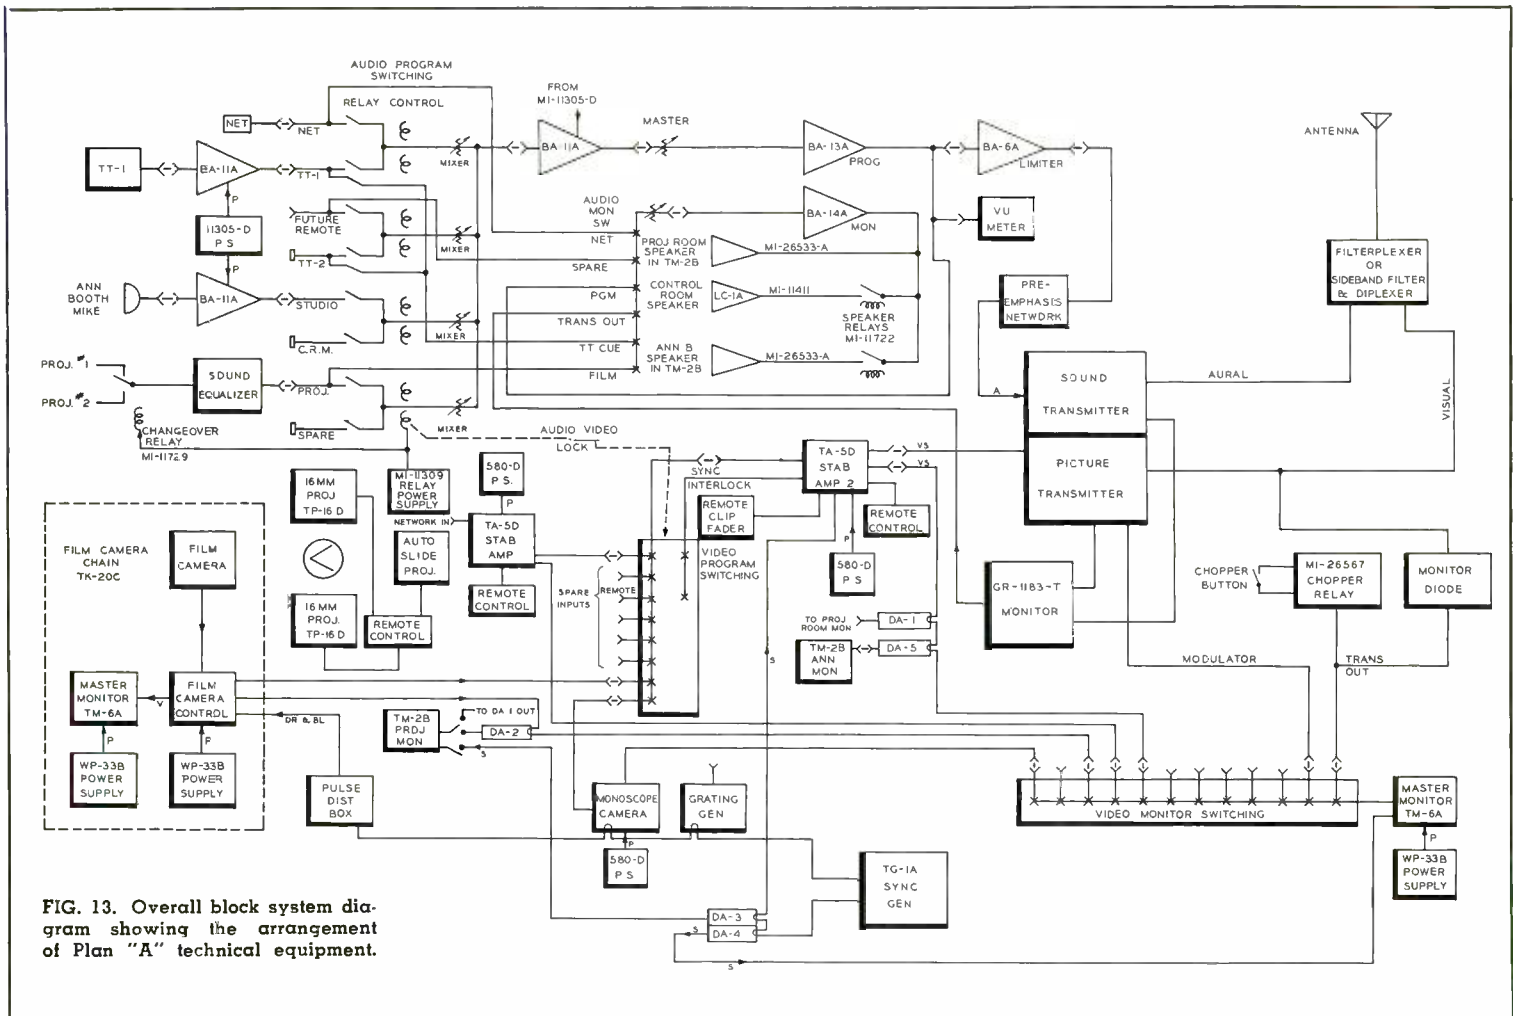 AUDIO PROGRAM
SWITCHING
RELAY CONTROL
FROM
MI-11305-D
MASTER
NET
NET
TT-1
BA-11A
TT-1
MIXER
BA-11A
BA-13A
PROG
BA-6A
LIMITER
ANTENNA
P
11305-D
P S
P
FUTURE
REMOTE
TT-2
MIXER
AUDIO
MON
SW
NET
BA-14A
MON
VU
METER
PROJ ROOM
SPEAKER
IN TM-2B
MI-26533-A
SPARE
FILTERPLEXER
OR
SIDEBAND FILTER
& DIPLEXER
ANN
BOOTH
MIKE
BA-11A
STUDIO
C.R.M.
MIXER
PGM
CONTROL
ROOM
SPEAKER
LC-1A
MI-11411
TRANS OUT
SPEAKER
RELAYS
MI-11722
PRE-
EMPHASIS
NETWORK
TT CUE
ANN B
SPEAKER
IN TM-2B
MI-26533-A
FILM
PROJ. #1
PROJ. #2
SOUND
EQUALIZER
PROJ.
SPARE
MIXER
CHANGEOVER
RELAY
MI-11729
AUDIO VIDEO
LOCK
A
SOUND
TRANSMITTER
AURAL
VISUAL
PICTURE
TRANSMITTER
16 MM
PROJ
TP-16 D
MI-11309
RELAY
POWER
SUPPLY
580-D
P S.
P
NETWORK IN
TA-5D
STAB
AMP
REMOTE
CONTROL
AUTO
SLIDE
PROJ.
SYNC
INTERLOCK
TA-5D
STAB
AMP 2
VS
VS
REMOTE
CLIP
FADER
REMOTE
CONTROL
P
580-D
P S
FILM CAMERA
CHAIN
TK-20C
FILM
CAMERA
16 MM
PROJ.
TP-16 D
REMOTE
CONTROL
SPARE
INPUTS
REMOTE
VIDEO
PROGRAM
SWITCHING
GR-1183-T
MONITOR
CHOPPER
BUTTON
MI-26567
CHOPPER
RELAY
MONITOR
DIODE
TO PROJ
ROOM MON
DA-1
TM-2B
ANN
MON
DA-5
S
MODULATOR
TRANS
OUT
MASTER
MONITOR
TM-6A
V
FILM
CAMERA
CONTROL
DR & BL
P
P
WP-33B
POWER
SUPPLY
WP-33B
POWER
SUPPLY
TM-2B
PROJ
MON
TO DA 1 OUT
DA-2
S
PULSE
DIST
BOX
MONOSCOPE
CAMERA
P
580-D
P S
GRATING
GEN
VIDEO MONITOR SWITCHING
MASTER
MONITOR
TM-6A
P
WP-33B
POWER
SUPPLY
TG-1A
SYNC
GEN
DA-3
DA-4
S
S
FIG. 13. Overall block system dia-
gram showing the arrangement
of Plan "A" technical equipment.